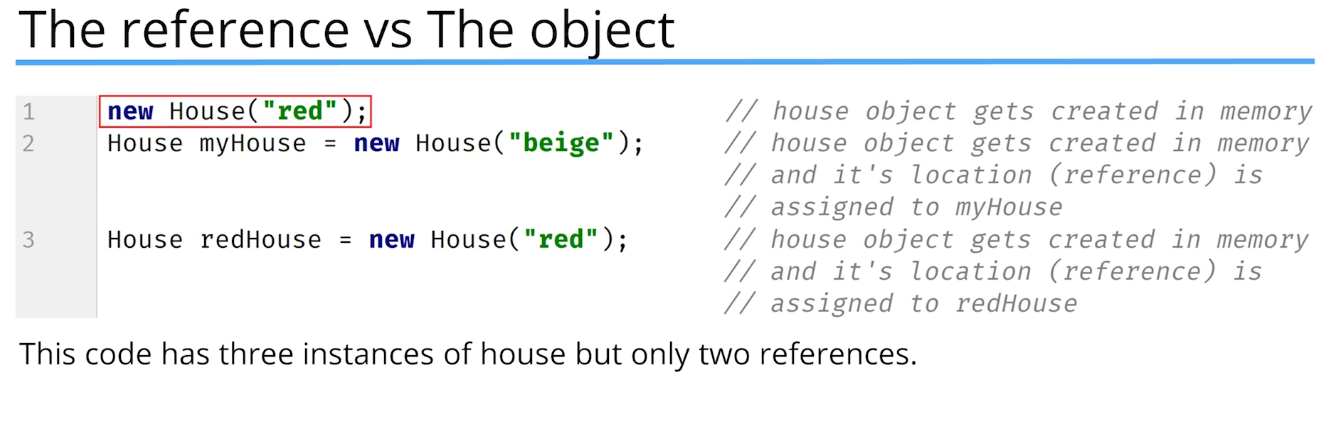 The reference vs The object
1 new House("red"); // house object gets created in memory
2 House myHouse = new House("beige"); // house object gets created in memory
// and it's location (reference) is
// assigned to myHouse
3 House redHouse = new House("red"); // house object gets created in memory
// and it's location (reference) is
// assigned to redHouse
This code has three instances of house but only two references.